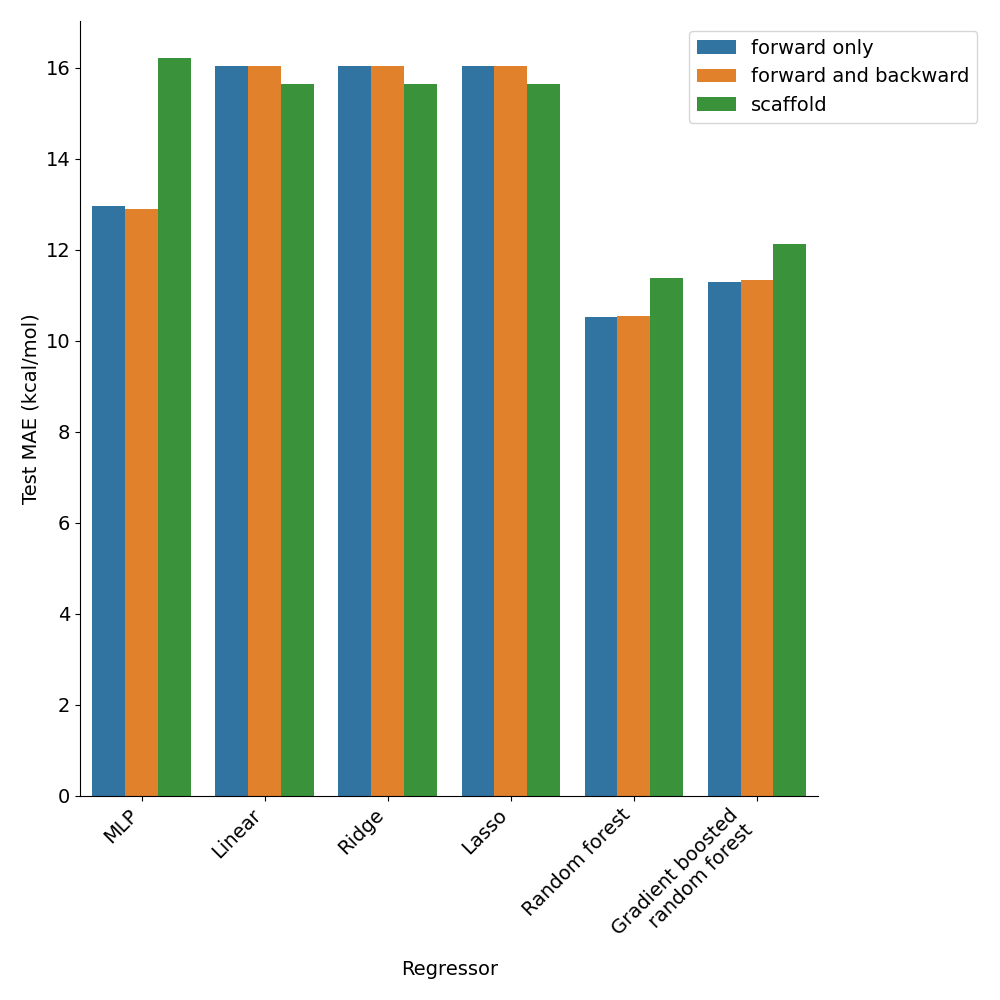 forward only
forward and backward
scaffold
Test MAE (kcal/mol)
16
14
12
10
8
6
4
2
0
MLP
Linear
Ridge
Lasso
Random forest
Gradient boosted
random forest
Regressor